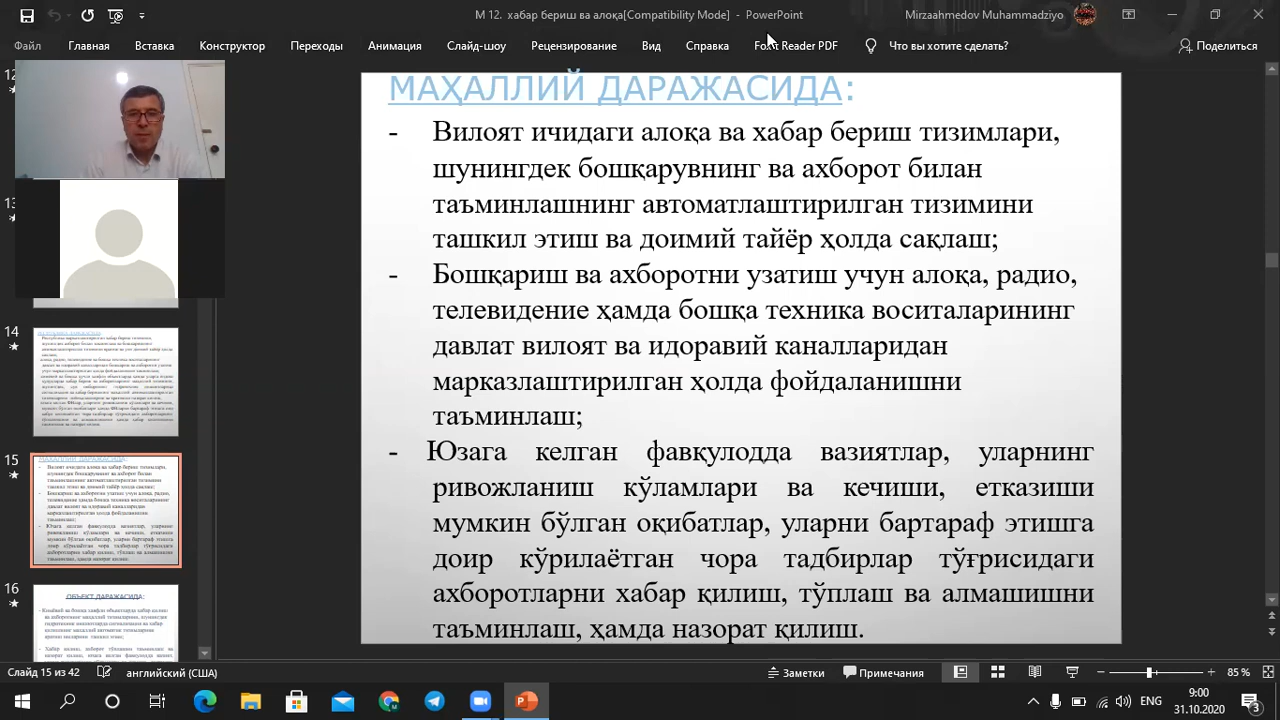 М 12. хабар бериш ва алоқа[Compatibility Mode] - PowerPoint
Mirzaahmedov Muhammadziyo
Файл Главная Вставка Конструктор Переходы Анимация Слайд-шоу Рецензирование Вид Справка Foxit Reader PDF Что вы хотите сделать? Поделиться
МАҲАЛЛИЙ ДАРАЖАСИДА:
- Вилоят ичидаги алоқа ва хабар бериш тизимлари,
шунингдек бошқарувнинг ва ахборот билан
таъминлашнинг автоматлаштирилган тизимини
ташкил этиш ва доимий тайёр ҳолда сақлаш;
- Бошқариш ва ахборотни узатиш учун алоқа, радио,
телевидение ҳамда бошқа техника воситаларининг
давлат вилоят ва идоравий каналларидан
марказлаштирилган ҳолда фойдаланишни
таъминлаш;
- Юзага келган фавқулодда вазиятлар, уларнинг
ривожланиш кўламлари ва кечиши, етказиши
мумкин бўлган оқибатлар, уларни бартараф этишга
доир кўрилаётган чора тадбирлар тўғрисидаги
ахборотларни хабар қилиш тўплаш ва алмашишни
таъминлаш, ҳамда назорат қилиш.
14
15
МАҲАЛЛИЙ ДАРАЖАСИДА:
16
ОБЪЕКТ ДАРАЖАСИДА:
Слайд 15 из 42 английский (США) Заметки Примечания 85 %
ENG
9:00
31.10.2020
3